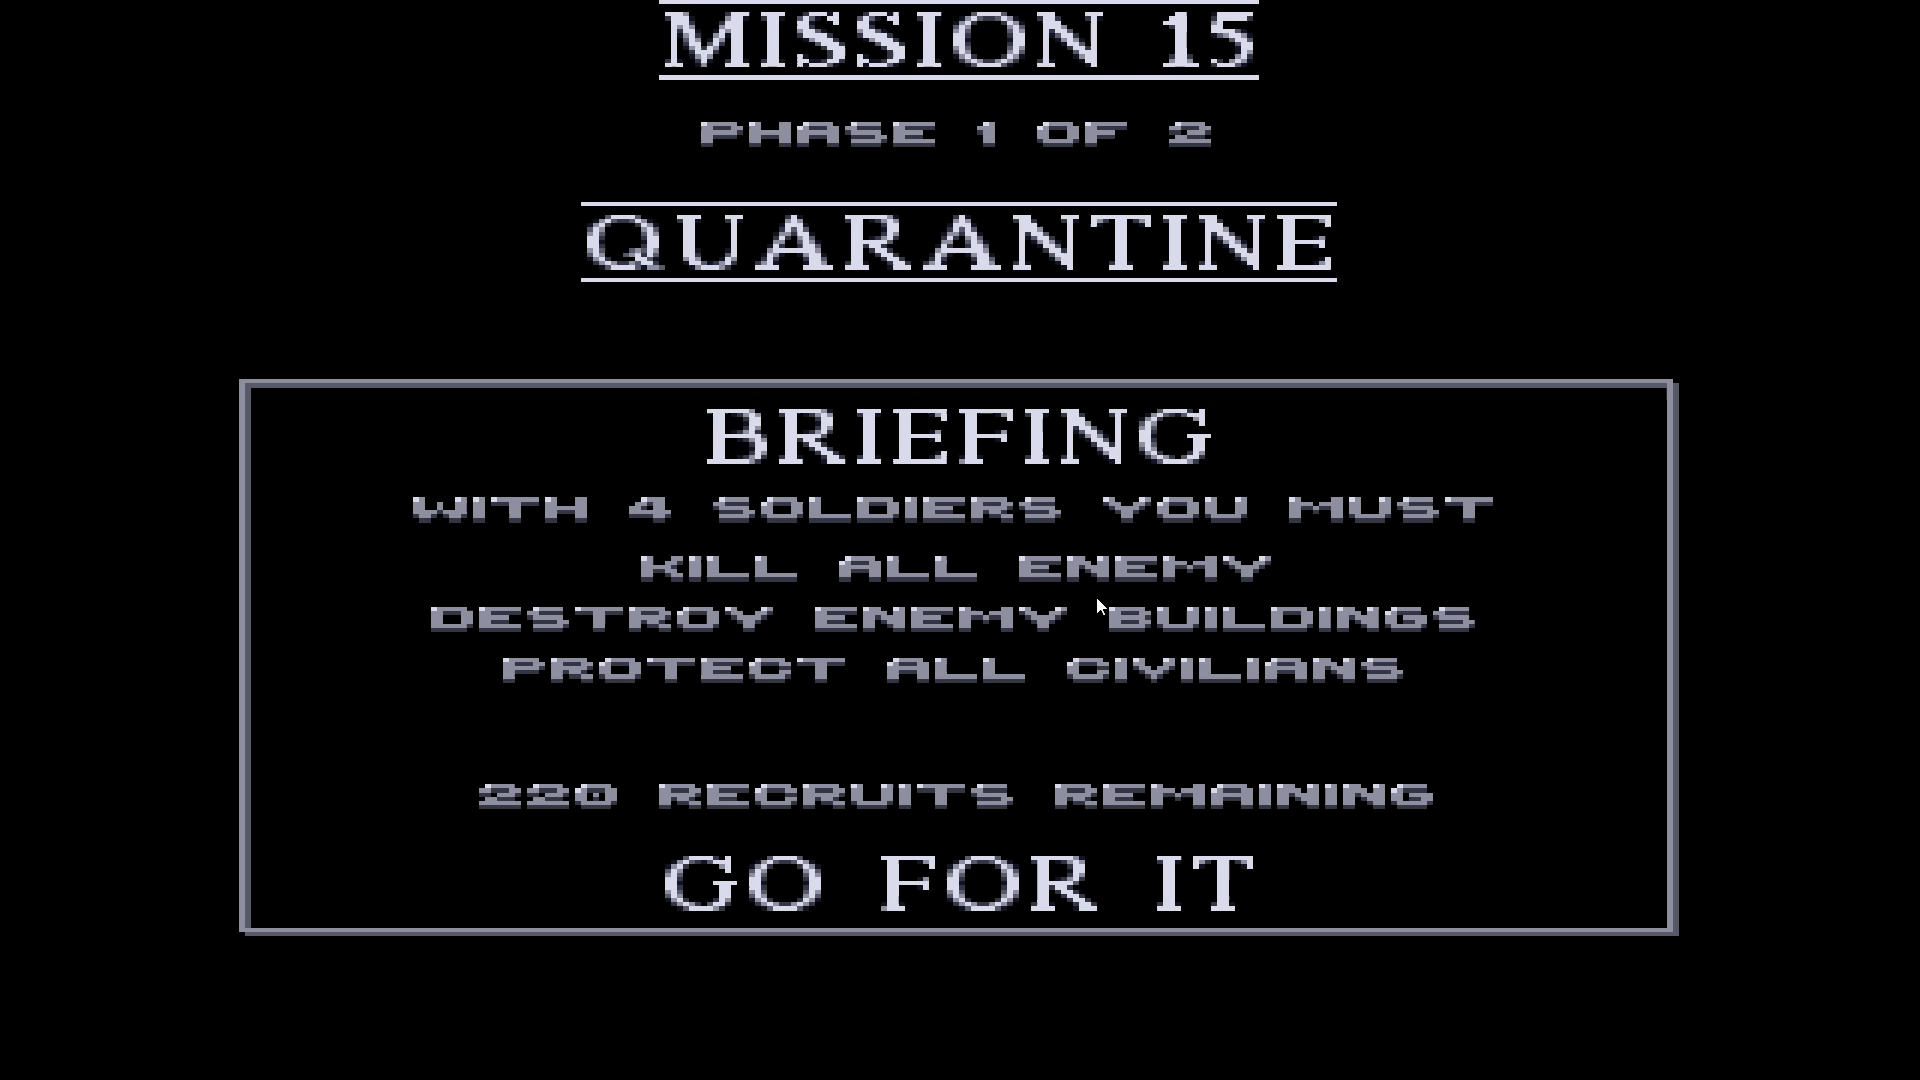 MISSION 15
PHASE 1 OF 2
QUARANTINE
BRIEFING
WITH 4 SOLDIERS YOU MUST
KILL ALL ENEMY
DESTROY ENEMY BUILDINGS
PROTECT ALL CIVILIANS
220 RECRUITS REMAINING
GO FOR IT